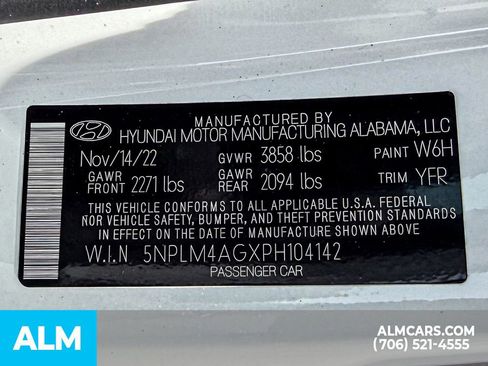 MANUFACTURED BY
HYUNDAI MOTOR MANUFACTURING ALABAMA, LLC
Nov/14/22 GVWR 3858 lbs PAINT W6H
GAWR FRONT 2271 lbs GAWR REAR 2094 lbs TRIM YFR
THIS VEHICLE CONFORMS TO ALL APPLICABLE U.S.A. FEDERAL
MOTOR VEHICLE SAFETY, BUMPER, AND THEFT PREVENTION STANDARDS
IN EFFECT ON THE DATE OF MANUFACTURE SHOWN ABOVE.
V.I.N. 5NPLM4AGXPH104142
PASSENGER CAR
ALM
ALMCARS.COM
(706) 521-4555